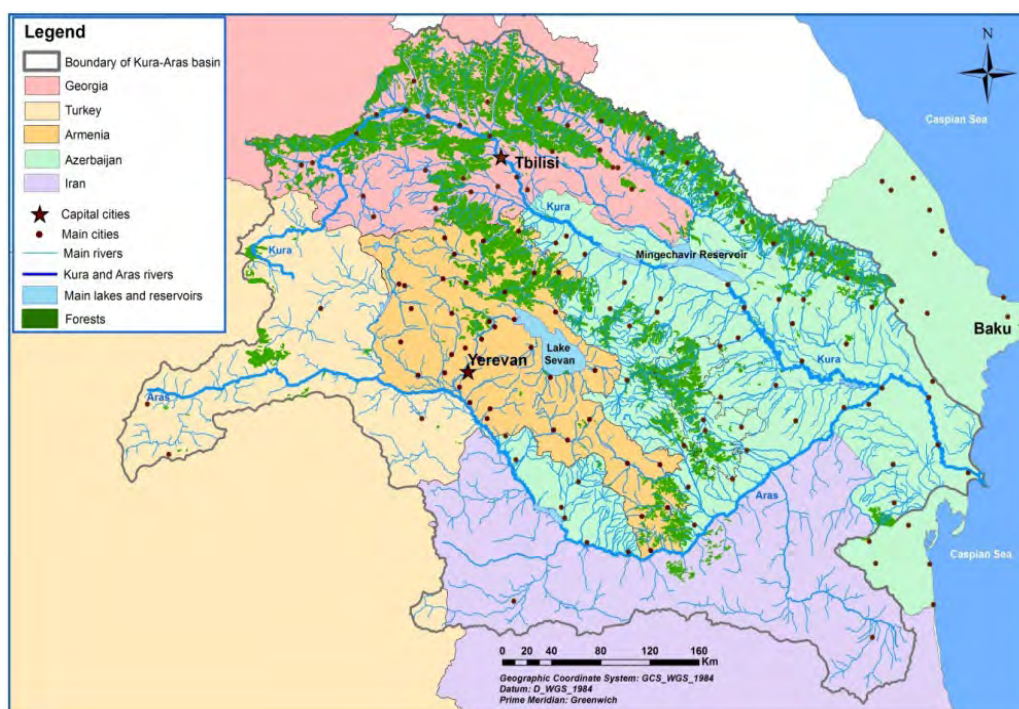 Legend
Boundary of Kura-Aras basin
Georgia
Turkey
Armenia
Azerbaijan
Iran
Capital cities
Main cities
Main rivers
Kura and Aras rivers
Main lakes and reservoirs
Forests
N
Caspian Sea
Tbilisi
Kura
Kura
Mingechavir Reservoir
Baku
Lake
Sevan
Yerevan
Kura
Aras
Aras
Caspian Sea
0 20 40 80 120 160
Km
Geographic Coordinate System: GCS_WGS_1984
Datum: D_WGS_1984
Prime Meridian: Greenwich